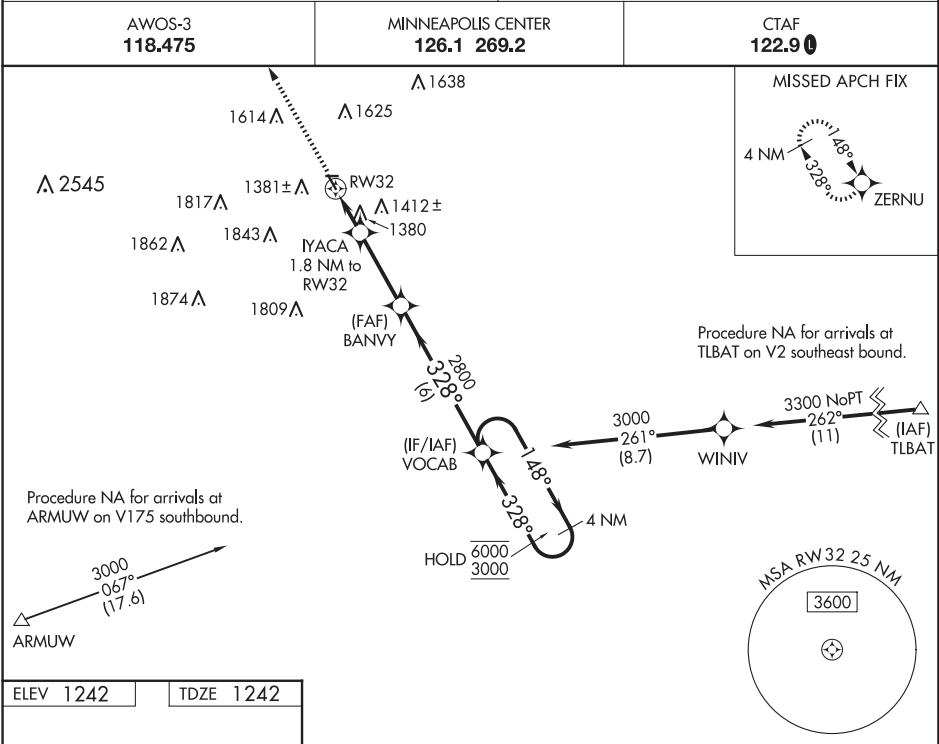 AWOS-3
118.475
MINNEAPOLIS CENTER
126.1 269.2
CTAF
122.9 L
MISSED APCH FIX
4 NM
148°
328°
ZERNU
1638
1614
1625
2545
1381±
RW32
1817
1412±
1380
1862
1843
IYACA
1.8 NM to
RW32
1874
1809
(FAF)
BANVY
2800
328°
(6)
Procedure NA for arrivals at
TLBAT on V2 southeast bound.
3300 NoPT
262°
(11)
(IAF)
TLBAT
3000
261°
(8.7)
WINIV
(IF/IAF)
VOCAB
148°
328°
4 NM
HOLD
6000
3000
Procedure NA for arrivals at
ARMUW on V175 southbound.
3000
067°
(17.6)
ARMUW
MSA RW32 25 NM
3600
ELEV 1242
TDZE 1242